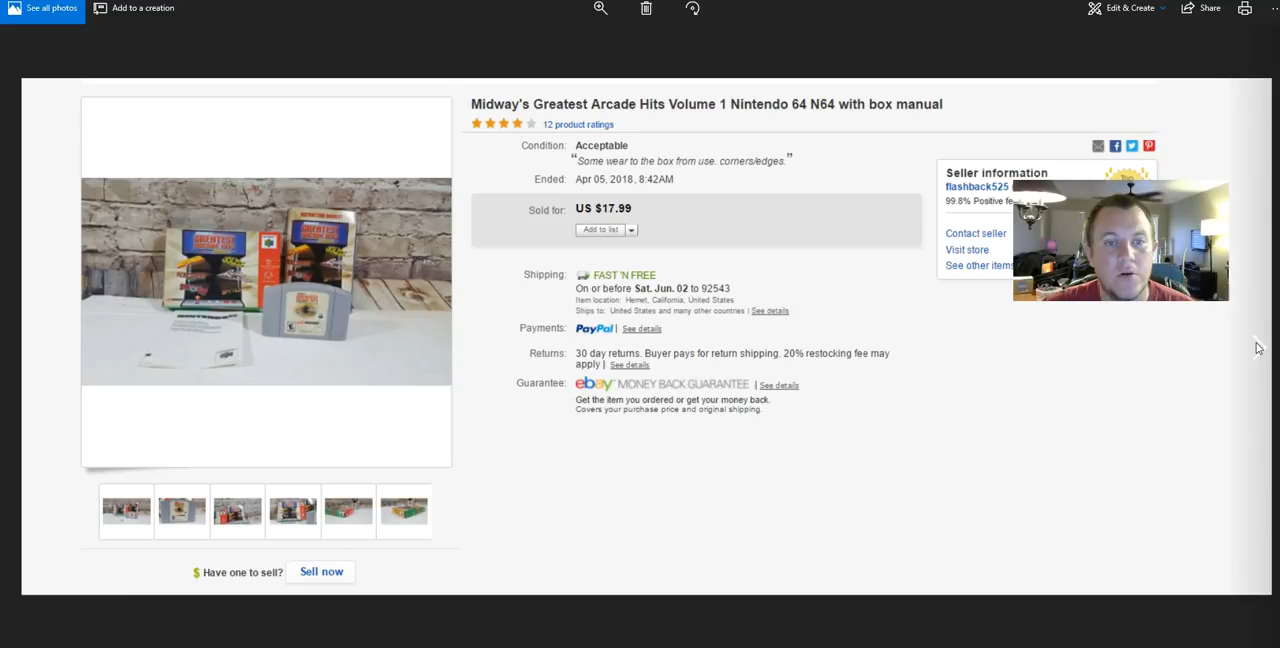 See all photos
Add to a creation
Edit & Create
Share
Midway's Greatest Arcade Hits Volume 1 Nintendo 64 N64 with box manual
12 product ratings
Condition: Acceptable
"Some wear to the box from use. corners/edges."
Ended: Apr 05, 2018, 8:42AM
Sold for: US $17.99
Add to list
Shipping: FAST 'N FREE
On or before Sat. Jun. 02 to 92543
Item location: Hemet, California, United States
Ships to: United States and many other countries | See details
Payments: PayPal | See details
Returns: 30 day returns. Buyer pays for return shipping. 20% restocking fee may
apply | See details
Guarantee: ebay MONEY BACK GUARANTEE | See details
Get the item you ordered or get your money back.
Covers your purchase price and original shipping.
Seller information
flashback525
99.8% Positive fe
Contact seller
Visit store
See other items
GREATEST
$ Have one to sell? Sell now